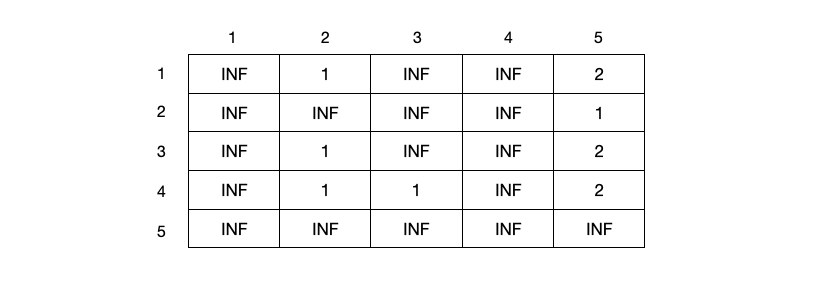 1 2 3 4 5
1 INF 1 INF INF 2
2 INF INF INF INF 1
3 INF 1 INF INF 2
4 INF 1 1 INF 2
5 INF INF INF INF INF